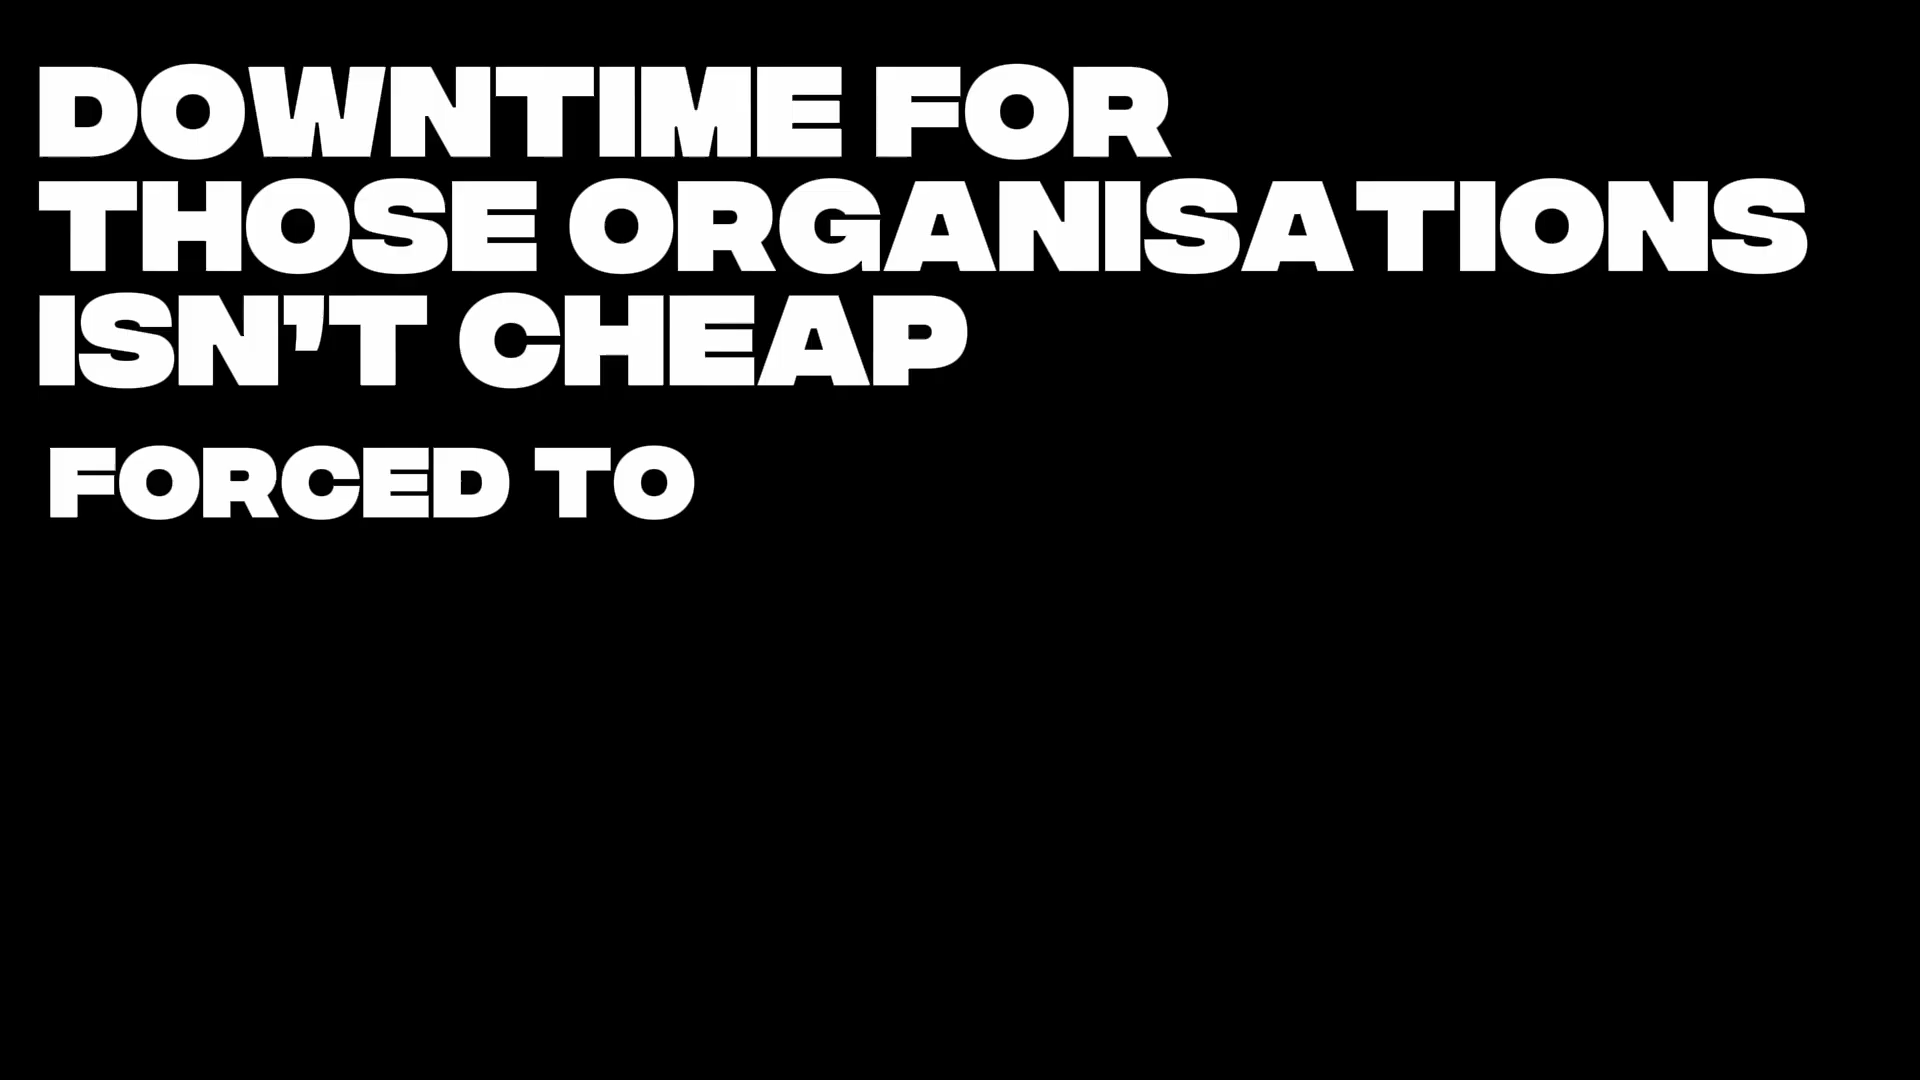 DOWNTIME FOR
THOSE ORGANISATIONS
ISN’T CHEAP
FORCED TO